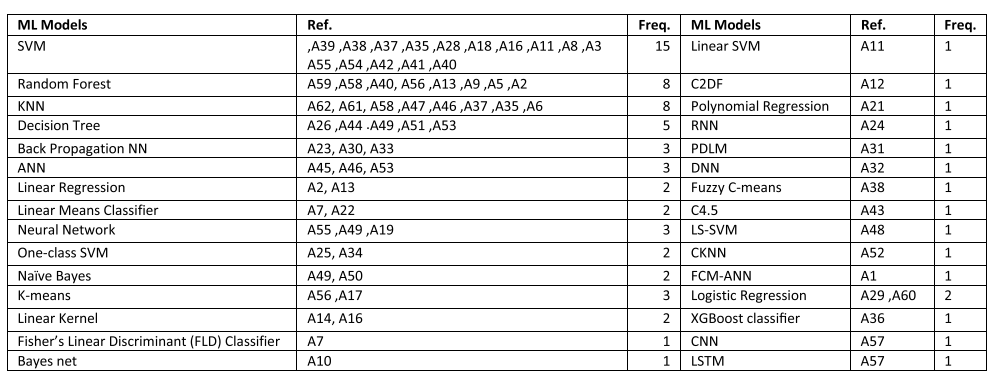 ML Models Ref. Freq. ML Models Ref. Freq.
SVM ,A39 ,A38 ,A37 ,A35 ,A28 ,A18 ,A16 ,A11 ,A8 ,A3 15 Linear SVM A11 1
A55 ,A54 ,A42 ,A41 ,A40
Random Forest A59 ,A58 ,A40, A56 ,A13 ,A9 ,A5 ,A2 8 C2DF A12 1
KNN A62, A61, A58 ,A47 ,A46 ,A37 ,A35 ,A6 8 Polynomial Regression A21 1
Decision Tree A26 ,A44 .A49 ,A51 ,A53 5 RNN A24 1
Back Propagation NN A23, A30, A33 3 PDLM A31 1
ANN A45, A46, A53 3 DNN A32 1
Linear Regression A2, A13 2 Fuzzy C-means A38 1
Linear Means Classifier A7, A22 2 C4.5 A43 1
Neural Network A55 ,A49 ,A19 3 LS-SVM A48 1
One-class SVM A25, A34 2 CKNN A52 1
Naïve Bayes A49, A50 2 FCM-ANN A1 1
K-means A56 ,A17 3 Logistic Regression A29 ,A60 2
Linear Kernel A14, A16 2 XGBoost classifier A36 1
Fisher’s Linear Discriminant (FLD) Classifier A7 1 CNN A57 1
Bayes net A10 1 LSTM A57 1